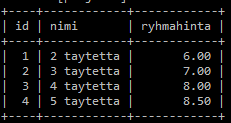 | id | nimi | ryhmahinta |
| 1 | 2 taytetta | 6.00 |
| 2 | 3 taytetta | 7.00 |
| 3 | 4 taytetta | 8.00 |
| 4 | 5 taytetta | 8.50 |